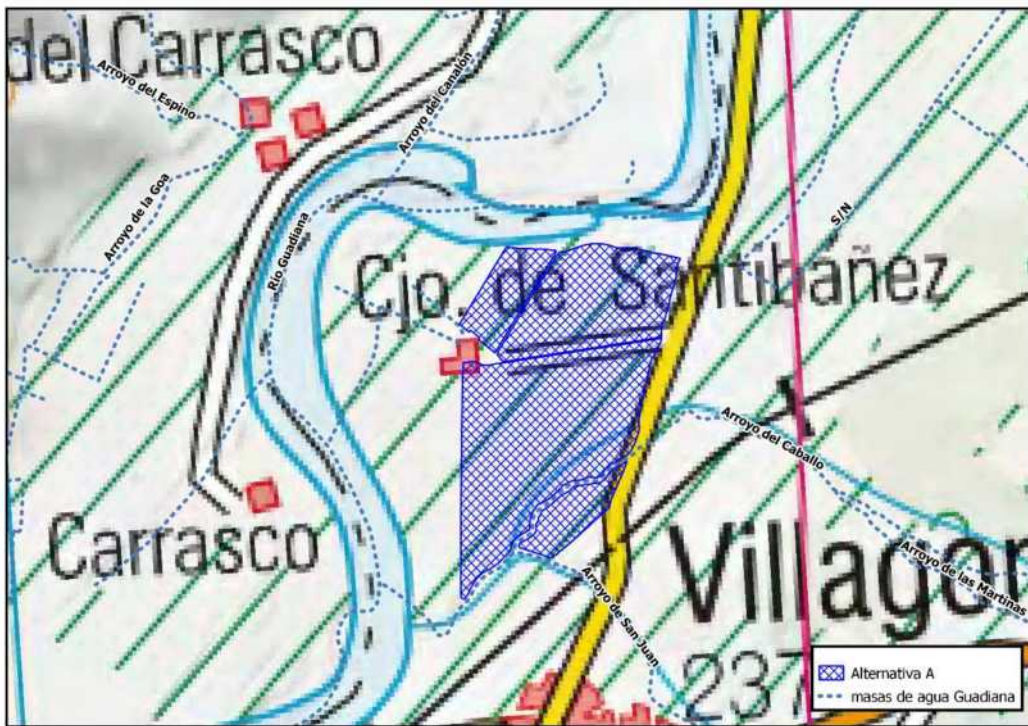 del Carrasco
Arroyo del Espino
Arroyo del Canalón
Arroyo de la Goa
Río Guadiana
S/N
Cjo. de Santibáñez
Arroyo del Caballo
Carrasco
Villagor
Arroyo de las Martinas
Arroyo de San Juan
237
Alternativa A
masas de agua Guadiana